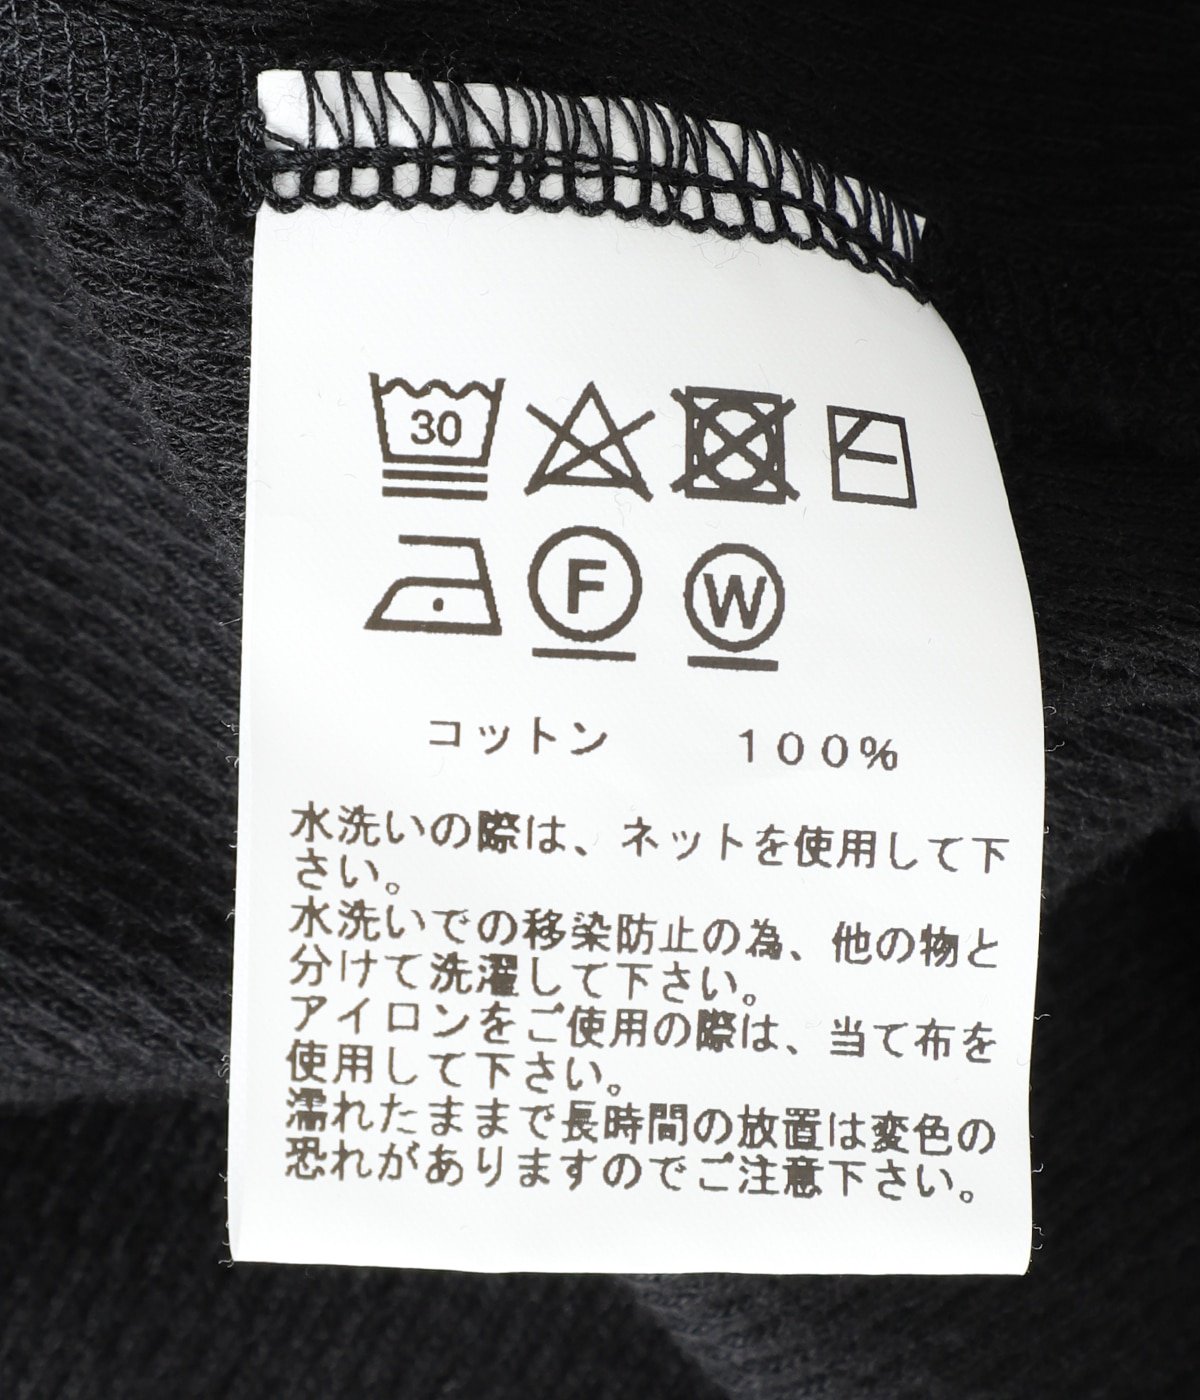 30
F W
コットン 100%
水洗いの際は、ネットを使用して下
さい。
水洗いでの移染防止の為、他の物と
分けて洗濯して下さい。
アイロンをご使用の際は、当て布を
使用して下さい。
濡れたままで長時間の放置は変色の
恐れがありますのでご注意下さい。